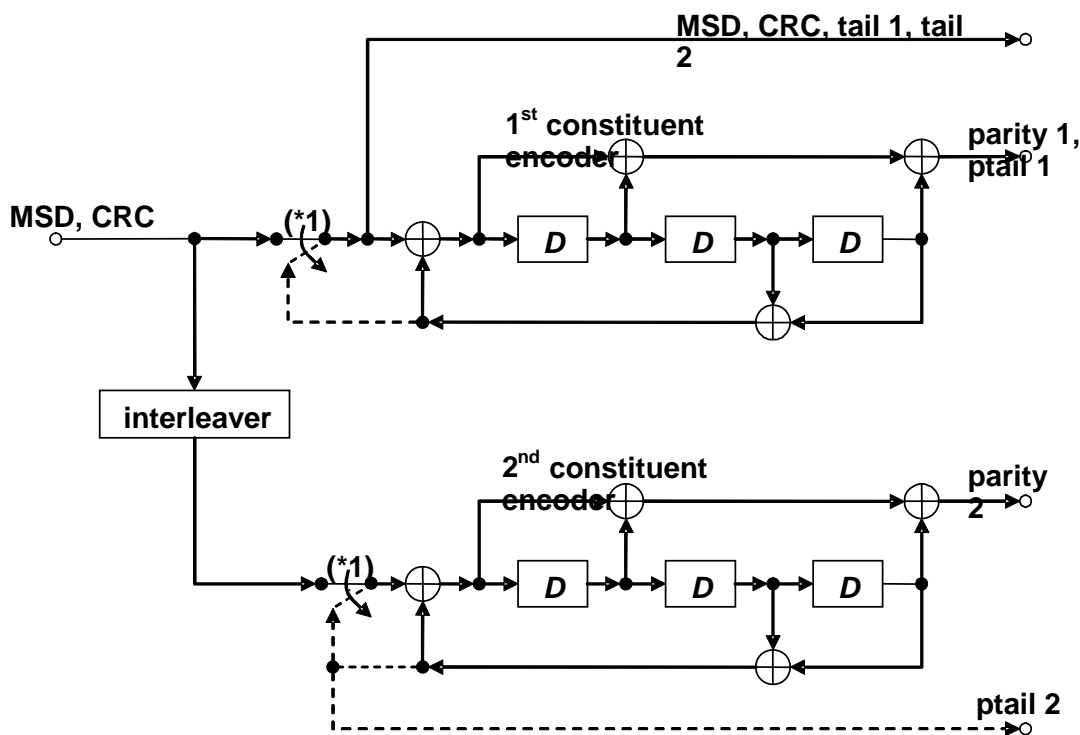 MSD, CRC, tail 1, tail
2
1st constituent
encoder
parity 1,
ptail 1
MSD, CRC
(*1)
D
D
D
interleaver
2nd constituent
encoder
parity
2
(*1)
D
D
D
ptail 2